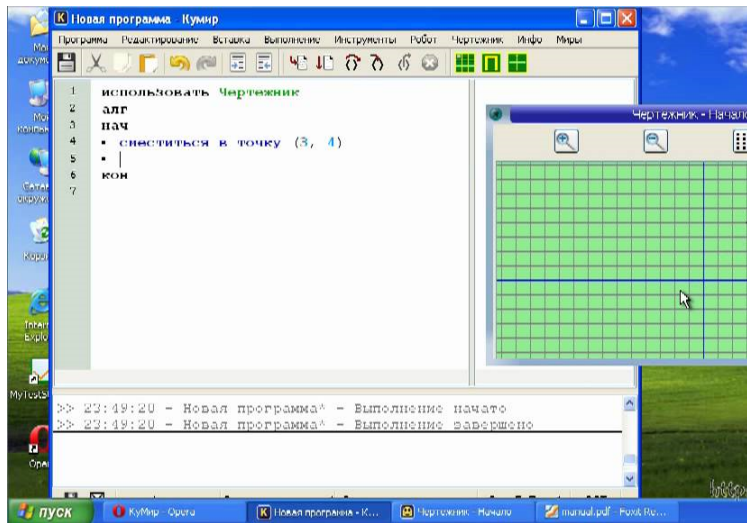 Новая программа - Кумир
Программа Редактирование Вставка Выполнение Инструменты Робот Чертежник Инфо Миры
1 использовать Чертежник
2 алг
3 нач
4 • сместиться в точку (3, 4)
5 •
6 кон
7
Чертежник - Начало
>> 23:49:20 - Новая программа* - Выполнение начато
>> 23:49:20 - Новая программа* - Выполнение завершено
пуск
КуМир - Opera
Новая программа - К...
Чертежник - Начало
manual.pdf - Foxit Re...